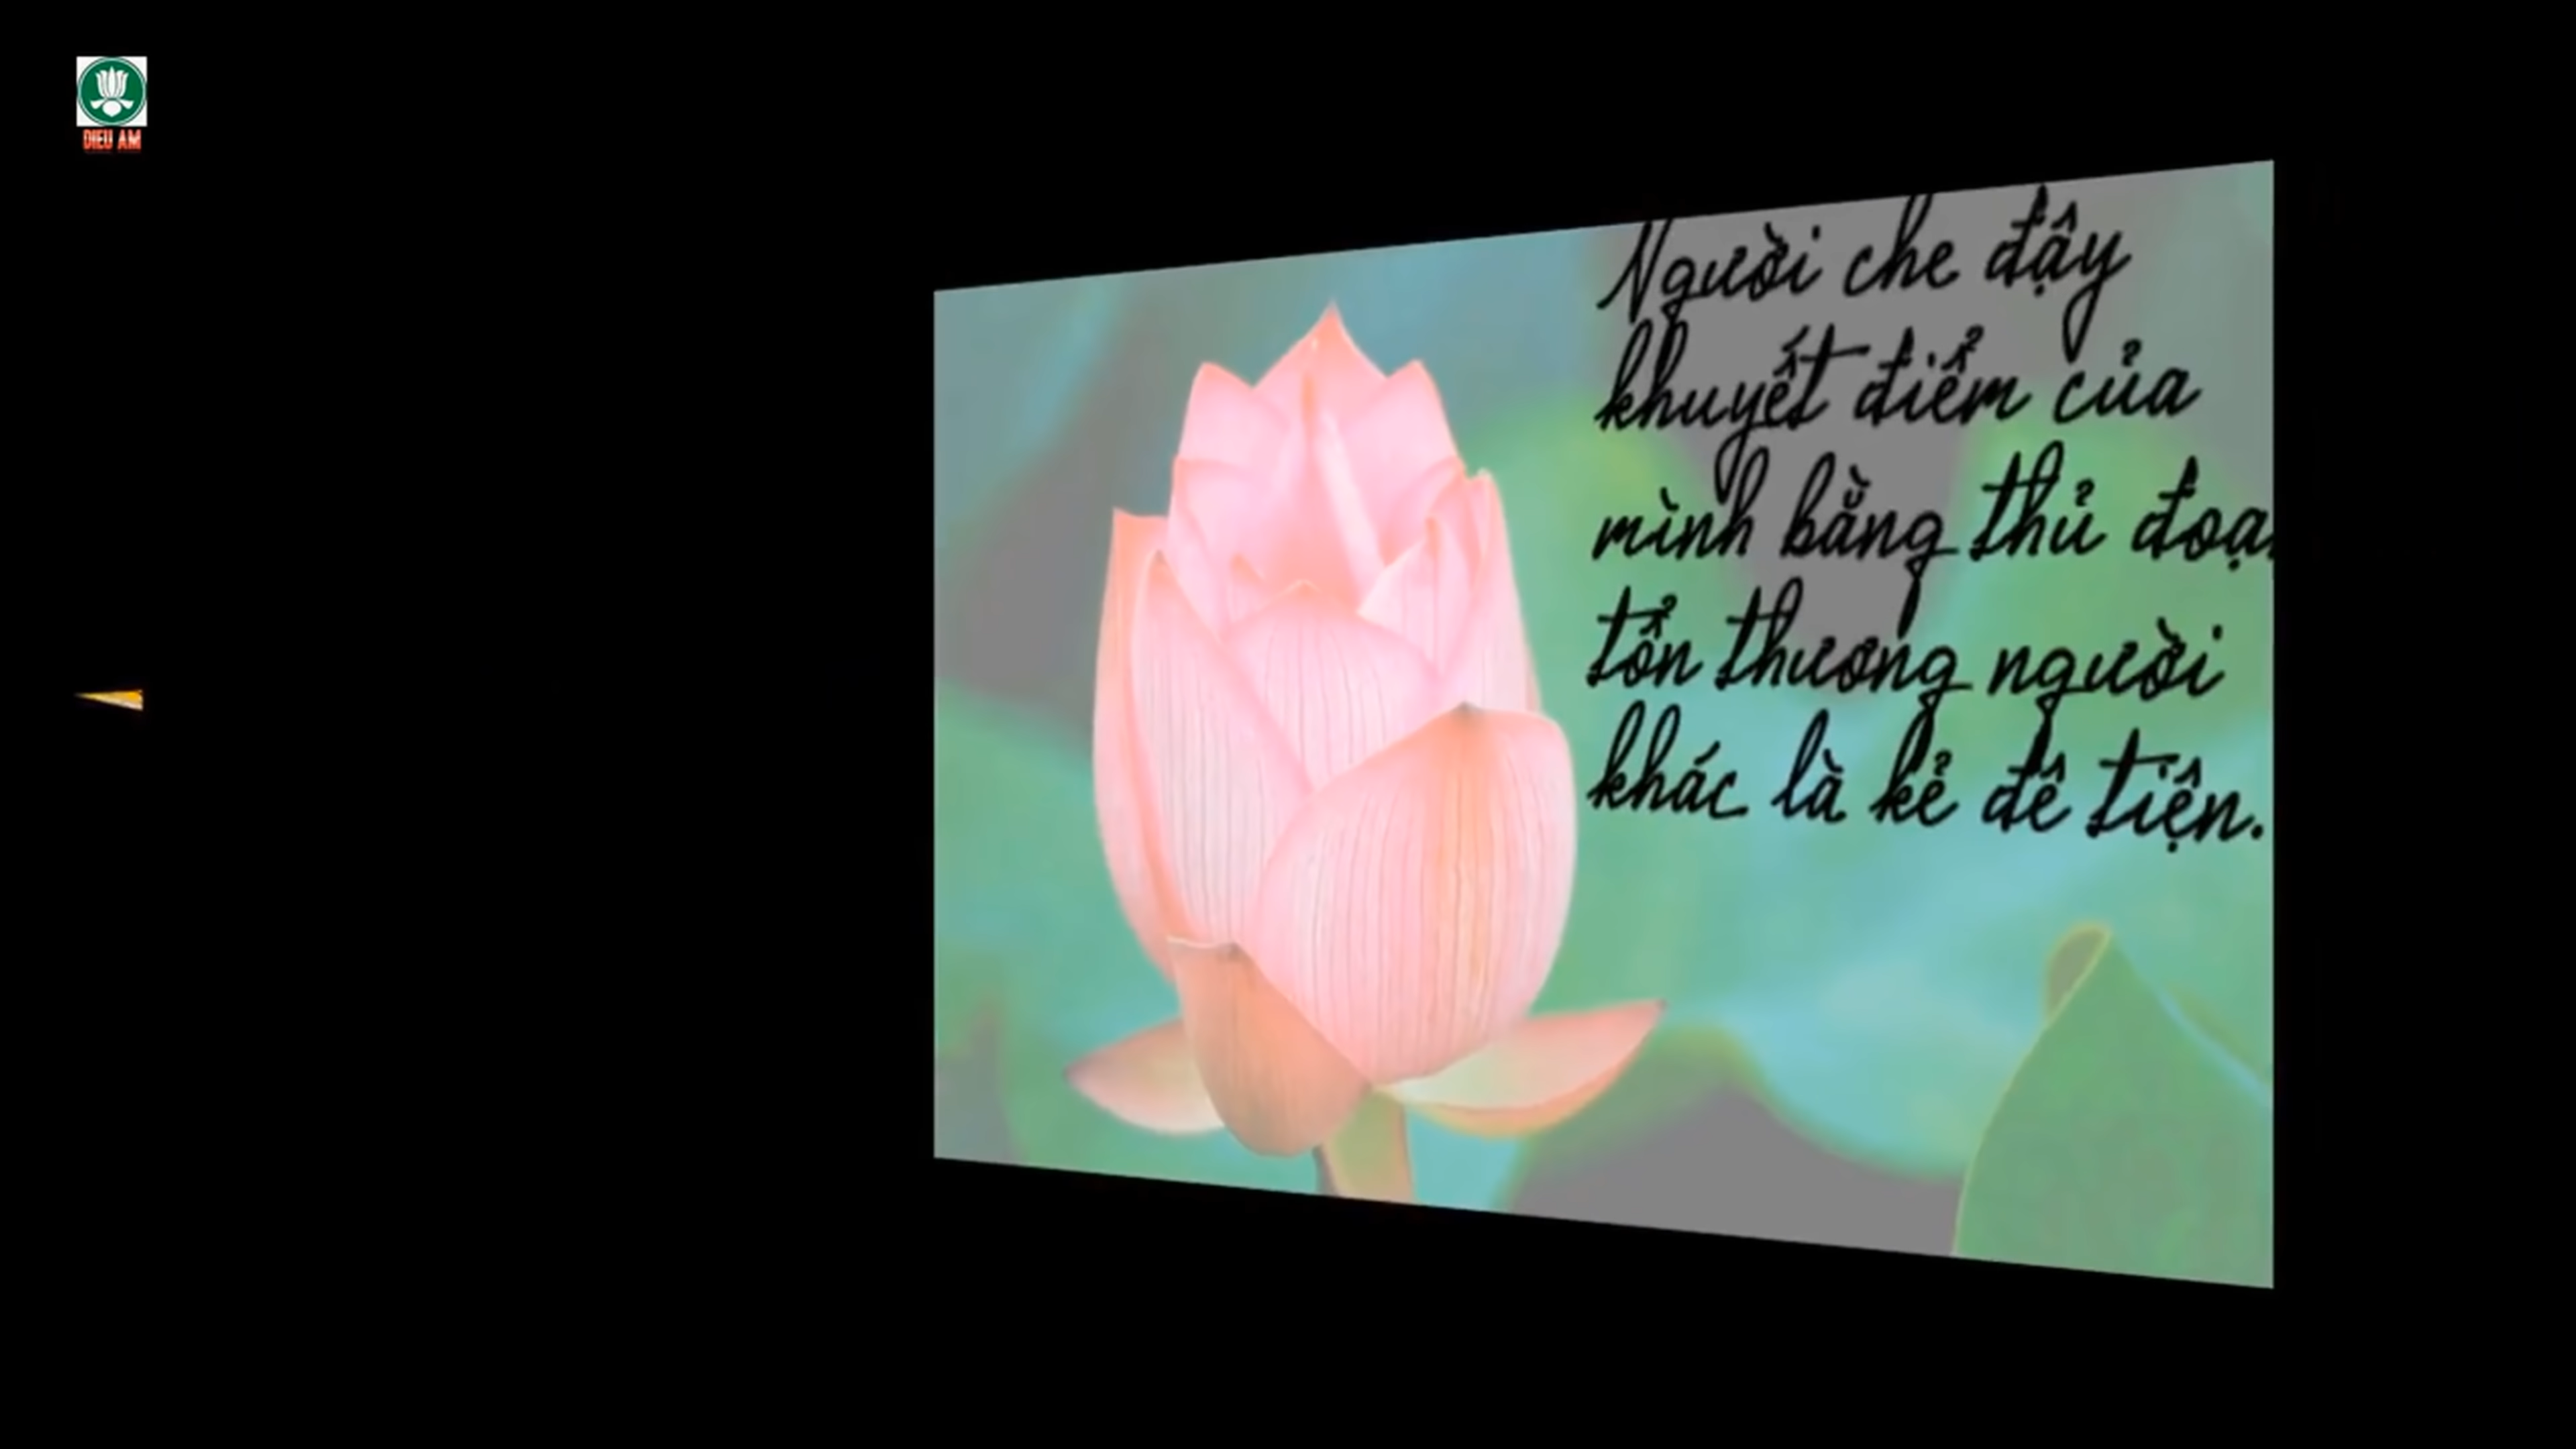 DIEU AM
Người che đậy
khuyết điểm của
mình bằng thủ đoạ
tổn thương người
khác là kẻ đê tiện.